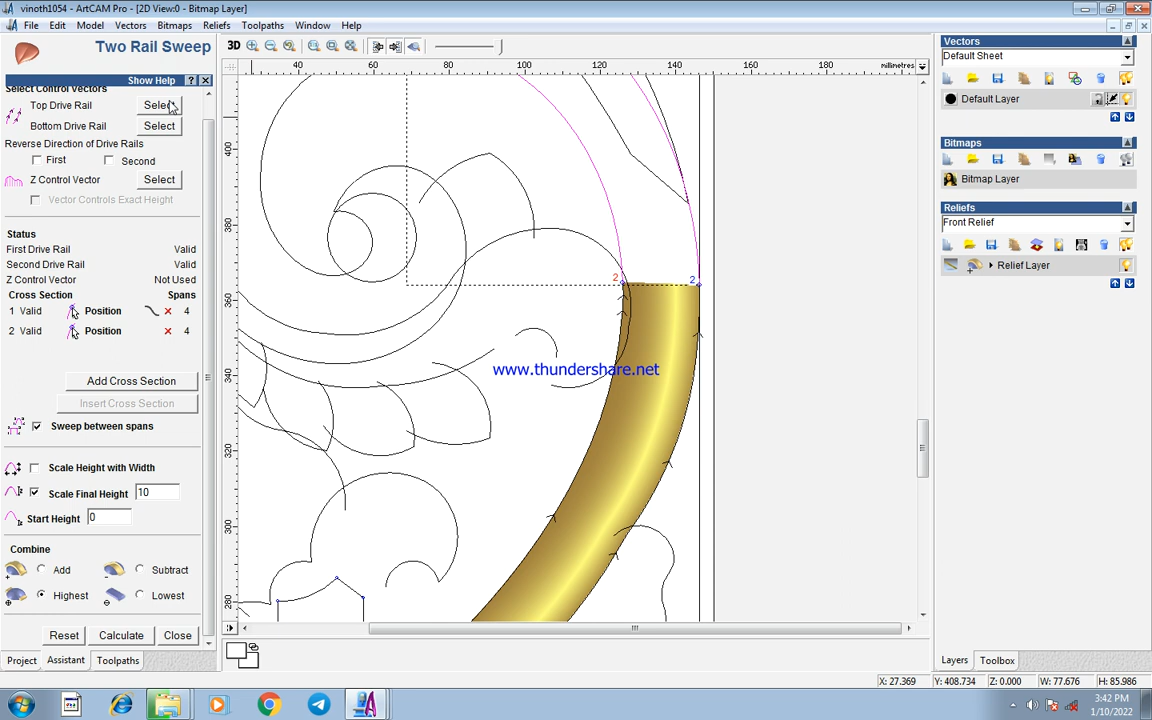 vinoth1054 - ArtCAM Pro - [2D View:0 - Bitmap Layer]
File Edit Model Vectors Bitmaps Reliefs Toolpaths Window Help
Two Rail Sweep
3D
Show Help ? x
Select Control Vectors
Top Drive Rail Select
Bottom Drive Rail Select
Reverse Direction of Drive Rails
First Second
Z Control Vector Select
Vector Controls Exact Height
Status
First Drive Rail Valid
Second Drive Rail Valid
Z Control Vector Not Used
Cross Section Spans
1 Valid Position 4
2 Valid Position 4
Add Cross Section
Insert Cross Section
Sweep between spans
Scale Height with Width
Scale Final Height 10
Start Height 0
Combine
Add Subtract
Highest Lowest
Reset Calculate Close
Project Assistant Toolpaths
40 60 80 100 120 140 160 180 millimetres
400
380
360
340
320
300
280
2 2
www.thundershare.net
Vectors
Default Sheet
Default Layer
Bitmaps
Bitmap Layer
Reliefs
Front Relief
Relief Layer
Layers Toolbox
X: 27.369 Y: 408.734 Z: 0.000 W: 77.676 H: 85.986
3:42 PM
1/10/2022